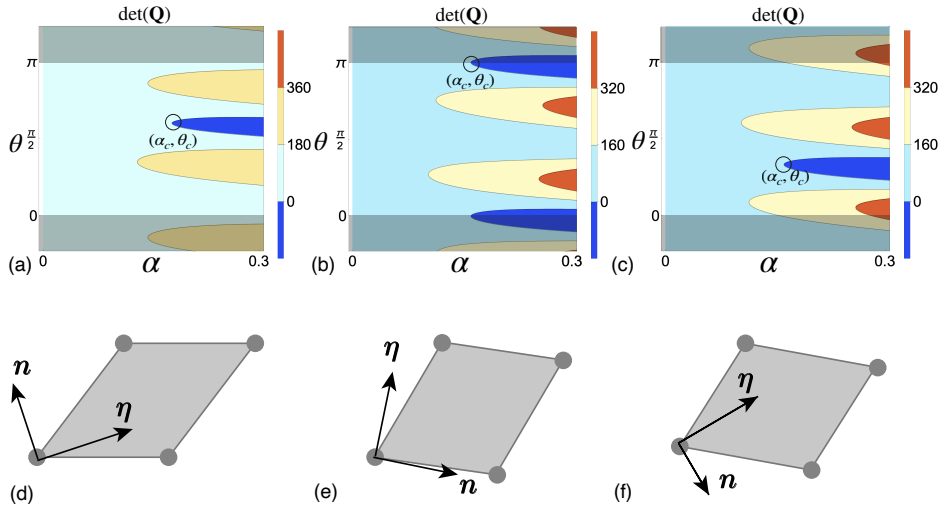 det(Q)
π
θ π/2
0
0
α
0.3
360
180
0
(α_c, θ_c)
(a)
det(Q)
π
θ π/2
0
0
α
0.3
320
160
0
(α_c, θ_c)
(b)
det(Q)
π
θ π/2
0
0
α
0.3
320
160
0
(α_c, θ_c)
(c)
n
η
(d)
η
n
(e)
η
n
(f)